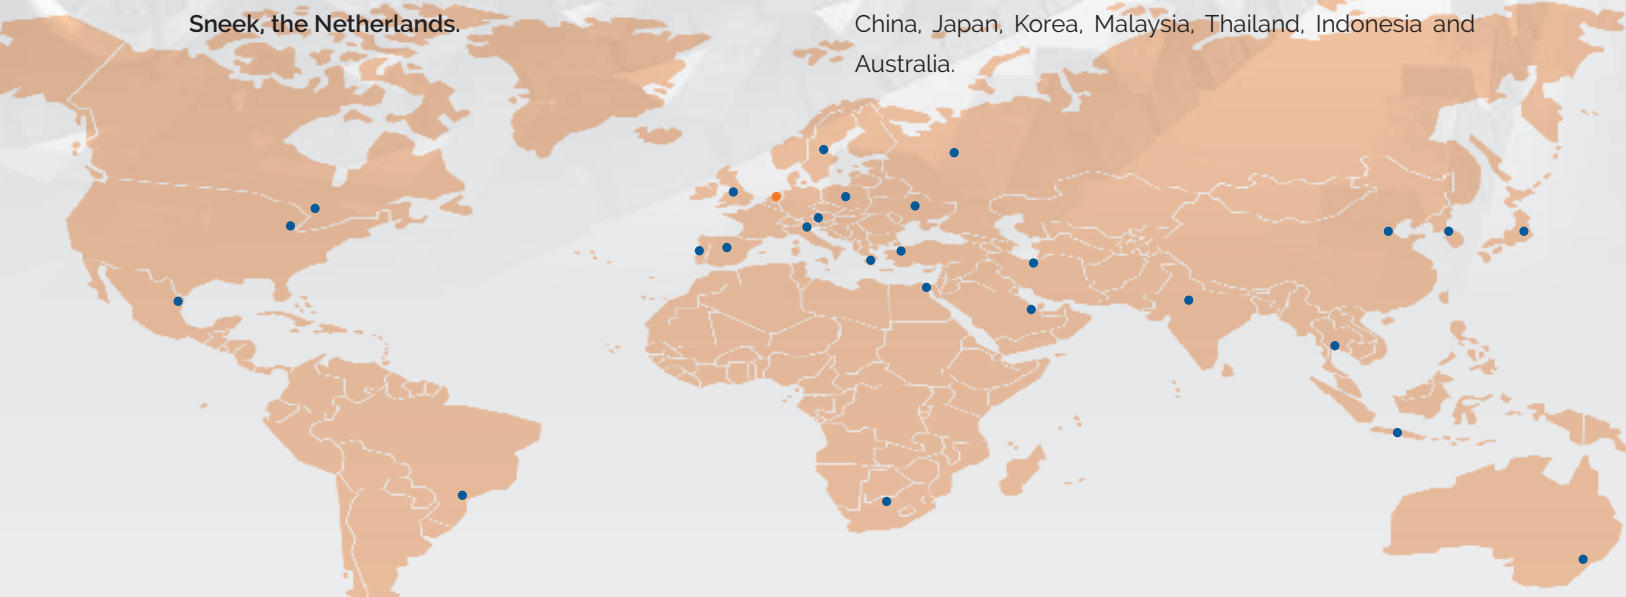 Sneek, the Netherlands.
China, Japan, Korea, Malaysia, Thailand, Indonesia and
Australia.